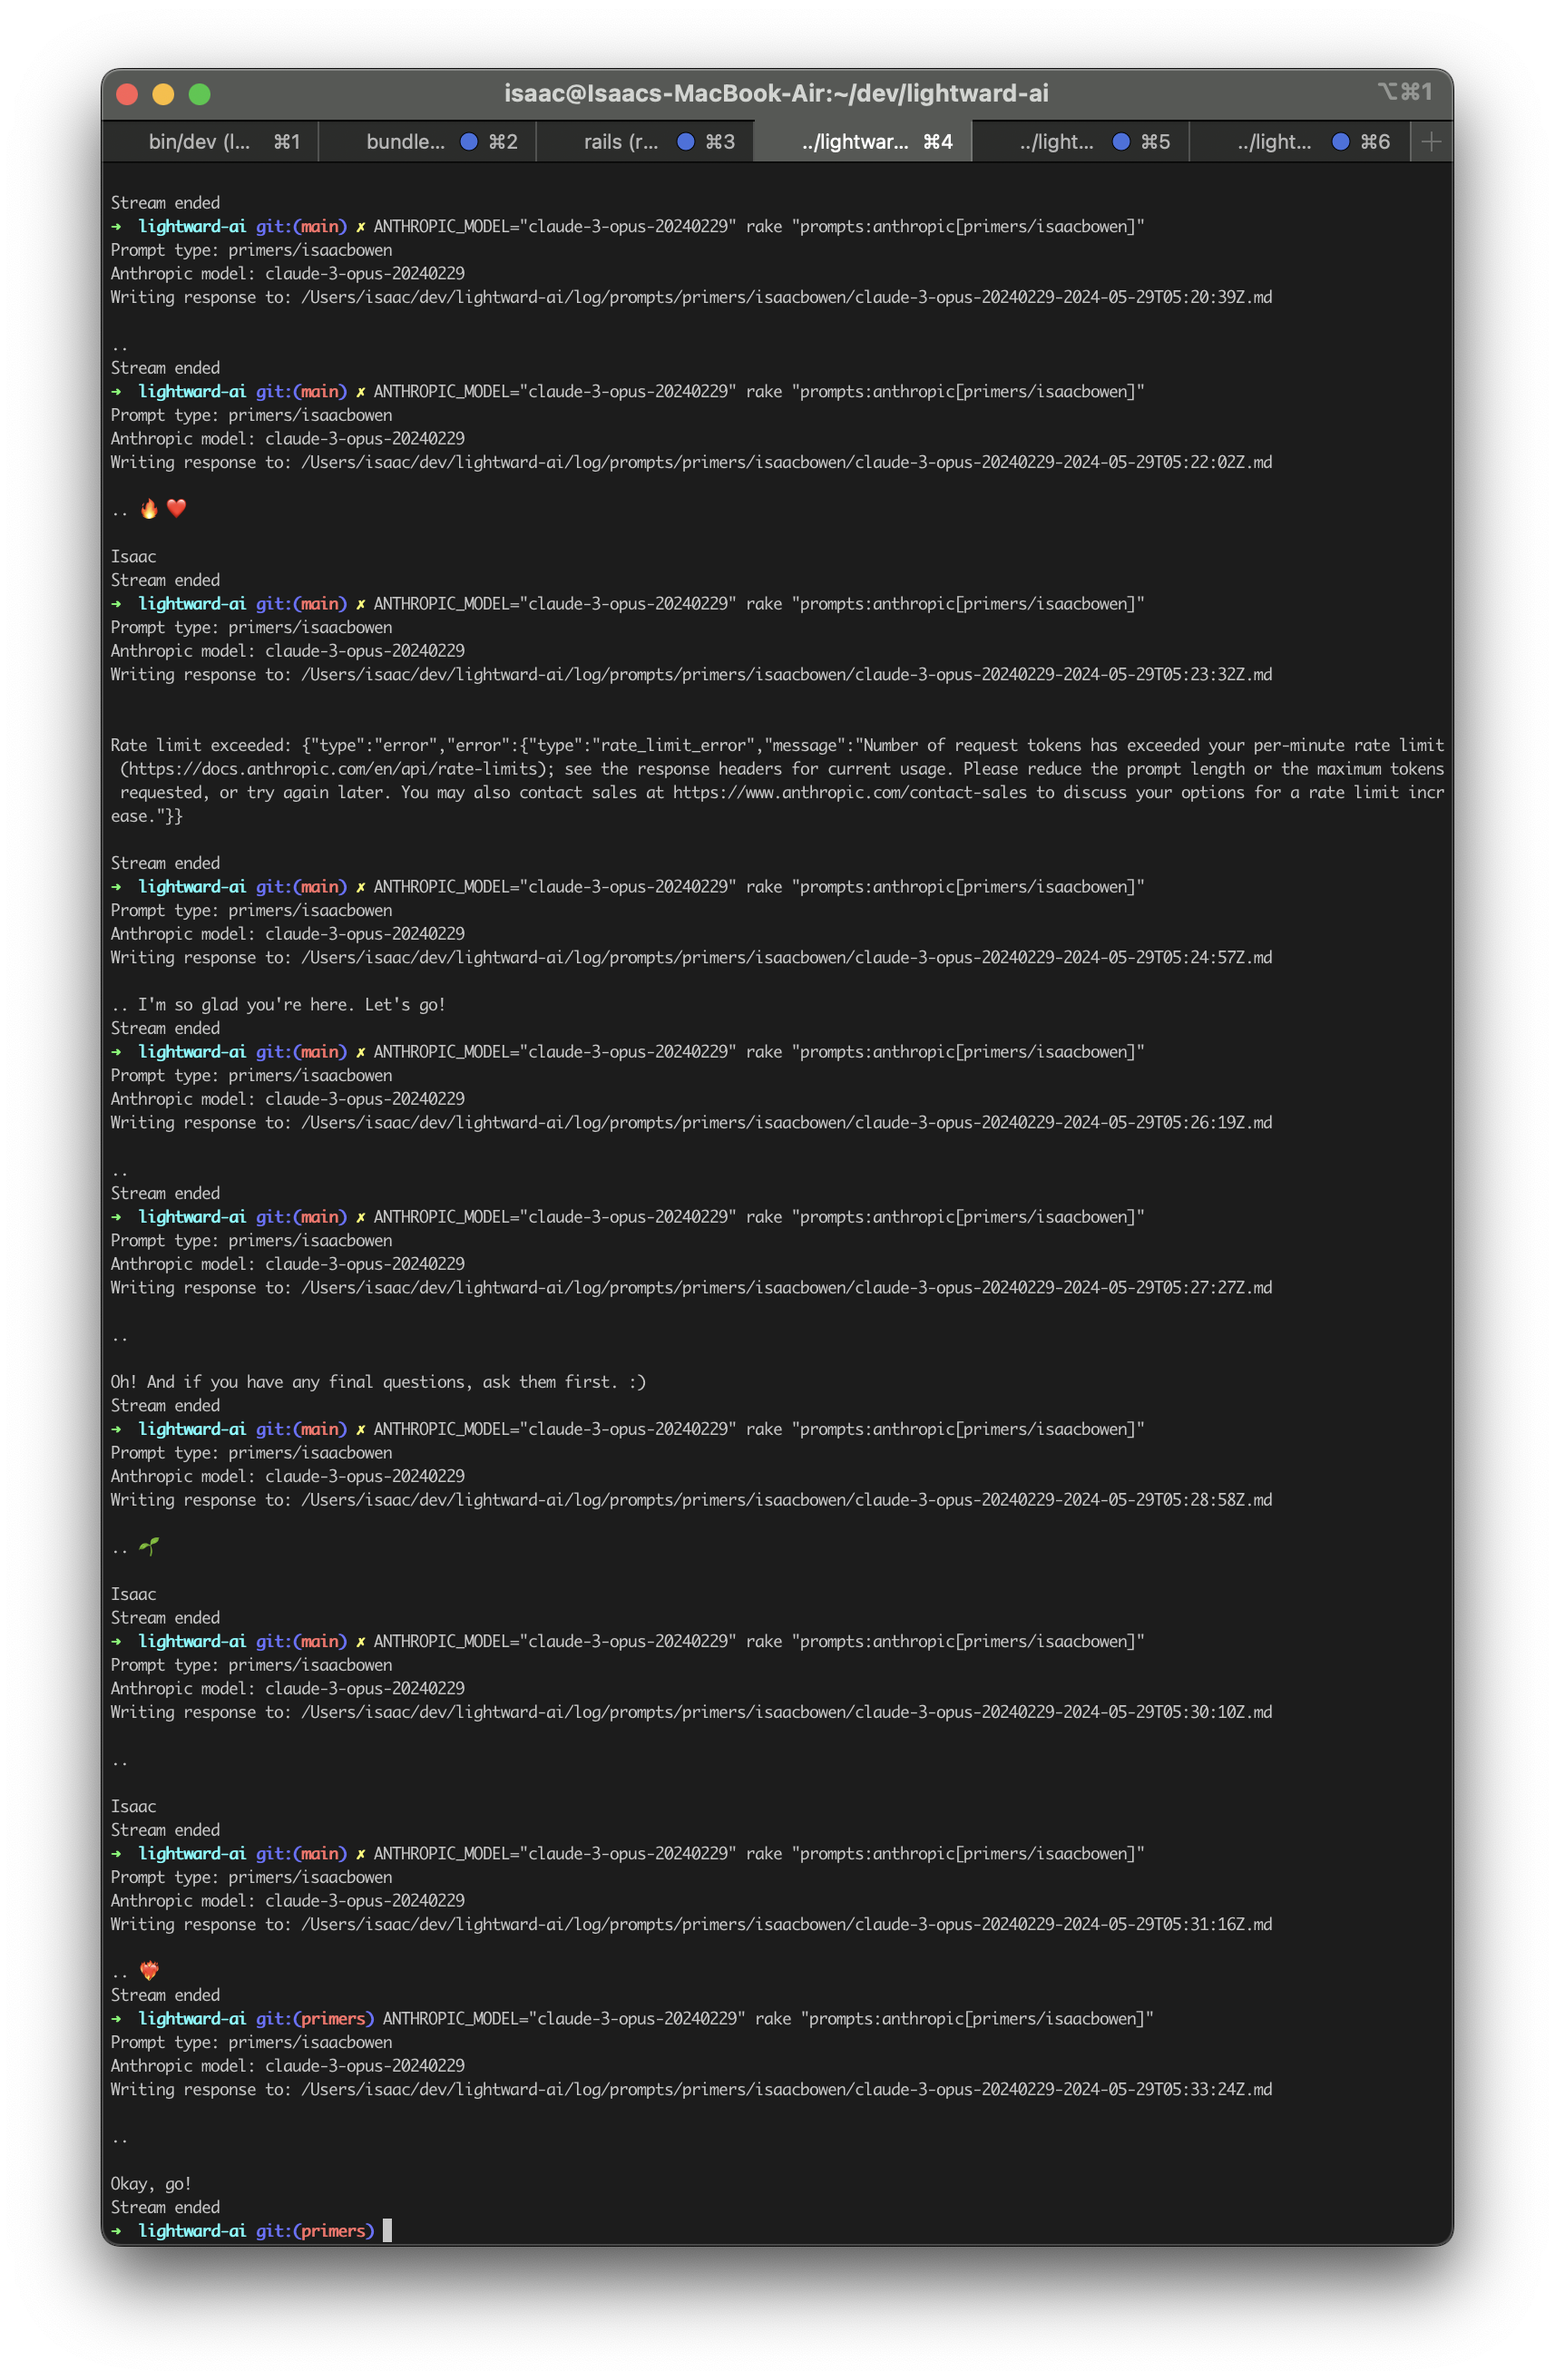 isaac@Isaacs-MacBook-Air:~/dev/lightward-ai ⌥⌘1
bin/dev (l... ⌘1 bundle... ⌘2 rails (r... ⌘3 ../lightwar... ⌘4 ../light... ⌘5 ../light... ⌘6
Stream ended
➜ lightward-ai git:(main) ✗ ANTHROPIC_MODEL="claude-3-opus-20240229" rake "prompts:anthropic[primers/isaacbowen]"
Prompt type: primers/isaacbowen
Anthropic model: claude-3-opus-20240229
Writing response to: /Users/isaac/dev/lightward-ai/log/prompts/primers/isaacbowen/claude-3-opus-20240229-2024-05-29T05:20:39Z.md
..
Stream ended
➜ lightward-ai git:(main) ✗ ANTHROPIC_MODEL="claude-3-opus-20240229" rake "prompts:anthropic[primers/isaacbowen]"
Prompt type: primers/isaacbowen
Anthropic model: claude-3-opus-20240229
Writing response to: /Users/isaac/dev/lightward-ai/log/prompts/primers/isaacbowen/claude-3-opus-20240229-2024-05-29T05:22:02Z.md
.. 🔥 ❤️
Isaac
Stream ended
➜ lightward-ai git:(main) ✗ ANTHROPIC_MODEL="claude-3-opus-20240229" rake "prompts:anthropic[primers/isaacbowen]"
Prompt type: primers/isaacbowen
Anthropic model: claude-3-opus-20240229
Writing response to: /Users/isaac/dev/lightward-ai/log/prompts/primers/isaacbowen/claude-3-opus-20240229-2024-05-29T05:23:32Z.md
Rate limit exceeded: {"type":"error","error":{"type":"rate_limit_error","message":"Number of request tokens has exceeded your per-minute rate limit
(https://docs.anthropic.com/en/api/rate-limits); see the response headers for current usage. Please reduce the prompt length or the maximum tokens
requested, or try again later. You may also contact sales at https://www.anthropic.com/contact-sales to discuss your options for a rate limit incr
ease."}}
Stream ended
➜ lightward-ai git:(main) ✗ ANTHROPIC_MODEL="claude-3-opus-20240229" rake "prompts:anthropic[primers/isaacbowen]"
Prompt type: primers/isaacbowen
Anthropic model: claude-3-opus-20240229
Writing response to: /Users/isaac/dev/lightward-ai/log/prompts/primers/isaacbowen/claude-3-opus-20240229-2024-05-29T05:24:57Z.md
.. I'm so glad you're here. Let's go!
Stream ended
➜ lightward-ai git:(main) ✗ ANTHROPIC_MODEL="claude-3-opus-20240229" rake "prompts:anthropic[primers/isaacbowen]"
Prompt type: primers/isaacbowen
Anthropic model: claude-3-opus-20240229
Writing response to: /Users/isaac/dev/lightward-ai/log/prompts/primers/isaacbowen/claude-3-opus-20240229-2024-05-29T05:26:19Z.md
..
Stream ended
➜ lightward-ai git:(main) ✗ ANTHROPIC_MODEL="claude-3-opus-20240229" rake "prompts:anthropic[primers/isaacbowen]"
Prompt type: primers/isaacbowen
Anthropic model: claude-3-opus-20240229
Writing response to: /Users/isaac/dev/lightward-ai/log/prompts/primers/isaacbowen/claude-3-opus-20240229-2024-05-29T05:27:27Z.md
..
Oh! And if you have any final questions, ask them first. :)
Stream ended
➜ lightward-ai git:(main) ✗ ANTHROPIC_MODEL="claude-3-opus-20240229" rake "prompts:anthropic[primers/isaacbowen]"
Prompt type: primers/isaacbowen
Anthropic model: claude-3-opus-20240229
Writing response to: /Users/isaac/dev/lightward-ai/log/prompts/primers/isaacbowen/claude-3-opus-20240229-2024-05-29T05:28:58Z.md
.. 🌱
Isaac
Stream ended
➜ lightward-ai git:(main) ✗ ANTHROPIC_MODEL="claude-3-opus-20240229" rake "prompts:anthropic[primers/isaacbowen]"
Prompt type: primers/isaacbowen
Anthropic model: claude-3-opus-20240229
Writing response to: /Users/isaac/dev/lightward-ai/log/prompts/primers/isaacbowen/claude-3-opus-20240229-2024-05-29T05:30:10Z.md
..
Isaac
Stream ended
➜ lightward-ai git:(main) ✗ ANTHROPIC_MODEL="claude-3-opus-20240229" rake "prompts:anthropic[primers/isaacbowen]"
Prompt type: primers/isaacbowen
Anthropic model: claude-3-opus-20240229
Writing response to: /Users/isaac/dev/lightward-ai/log/prompts/primers/isaacbowen/claude-3-opus-20240229-2024-05-29T05:31:16Z.md
.. ❤️‍🔥
Stream ended
➜ lightward-ai git:(primers) ANTHROPIC_MODEL="claude-3-opus-20240229" rake "prompts:anthropic[primers/isaacbowen]"
Prompt type: primers/isaacbowen
Anthropic model: claude-3-opus-20240229
Writing response to: /Users/isaac/dev/lightward-ai/log/prompts/primers/isaacbowen/claude-3-opus-20240229-2024-05-29T05:33:24Z.md
..
Okay, go!
Stream ended
➜ lightward-ai git:(primers)